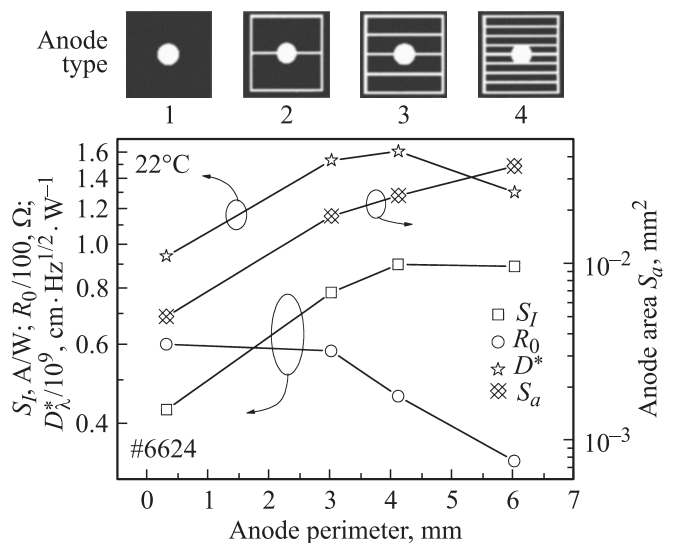 Anode
type
1 2 3 4
S_I, A/W; R_0/100, Ω;
D*_λ/10^9, cm·Hz^1/2·W^−1
1.6
1.4
1.2
1.0
0.8
0.6
0.4
22°C
#6624
S_I
R_0
D*
S_a
10^−2
10^−3
Anode area S_a, mm^2
0 1 2 3 4 5 6 7
Anode perimeter, mm